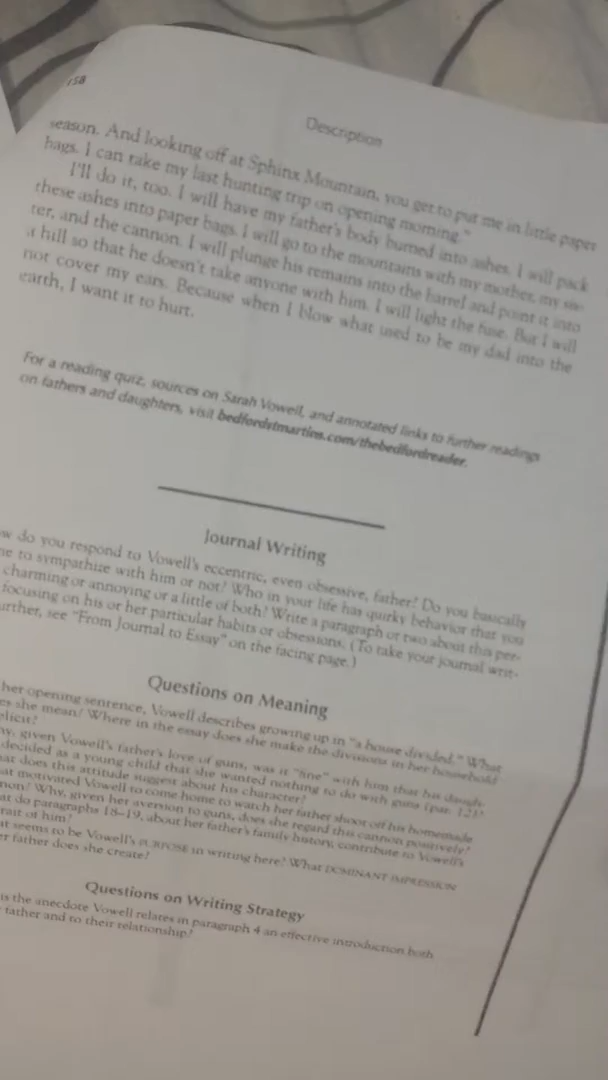 158
Description
season. And looking off at Sphinx Mountain, you get to put me in little paper
bags. I can take my last hunting trip on opening morning."
I'll do it, too. I will have my father's body burned into ashes. I will pack
these ashes into paper bags. I will go to the mountains with my mother, my sis-
ter, and the cannon. I will plunge his remains into the barrel and point it into
a hill so that he doesn't take anyone with him. I will light the fuse. But I will
not cover my ears. Because when I blow what used to be my dad into the
earth, I want it to hurt.
For a reading quiz, sources on Sarah Vowell, and annotated links to further readings
on fathers and daughters, visit bedfordstmartins.com/thebedfordreader.
Journal Writing
w do you respond to Vowell's eccentric, even obsessive, father? Do you basically
e to sympathize with him or not? Who in your life has quirky behavior that you
charming or annoying or a little of both? Write a paragraph or two about this per-
focusing on his or her particular habits or obsessions. (To take your journal writ-
urther, see "From Journal to Essay" on the facing page.)
Questions on Meaning
her opening sentence, Vowell describes growing up in "a house divided." What
es she mean? Where in the essay does she make the divisions in her household
plicit?
hy, given Vowell's father's love of guns, was it "fine" with him that his daugh-
decided as a young child that she wanted nothing to do with guns (par. 12)?
at does this attitude suggest about his character?
at motivated Vowell to come home to watch her father shoot off his homemade
non? Why, given her aversion to guns, does she regard this cannon positively?
at do paragraphs 18–19, about her father's family history, contribute to Vowell's
rait of him?
at seems to be Vowell's PURPOSE in writing here? What DOMINANT IMPRESSION
er father does she create?
Questions on Writing Strategy
is the anecdote Vowell relates in paragraph 4 an effective introduction both
father and to their relationship?